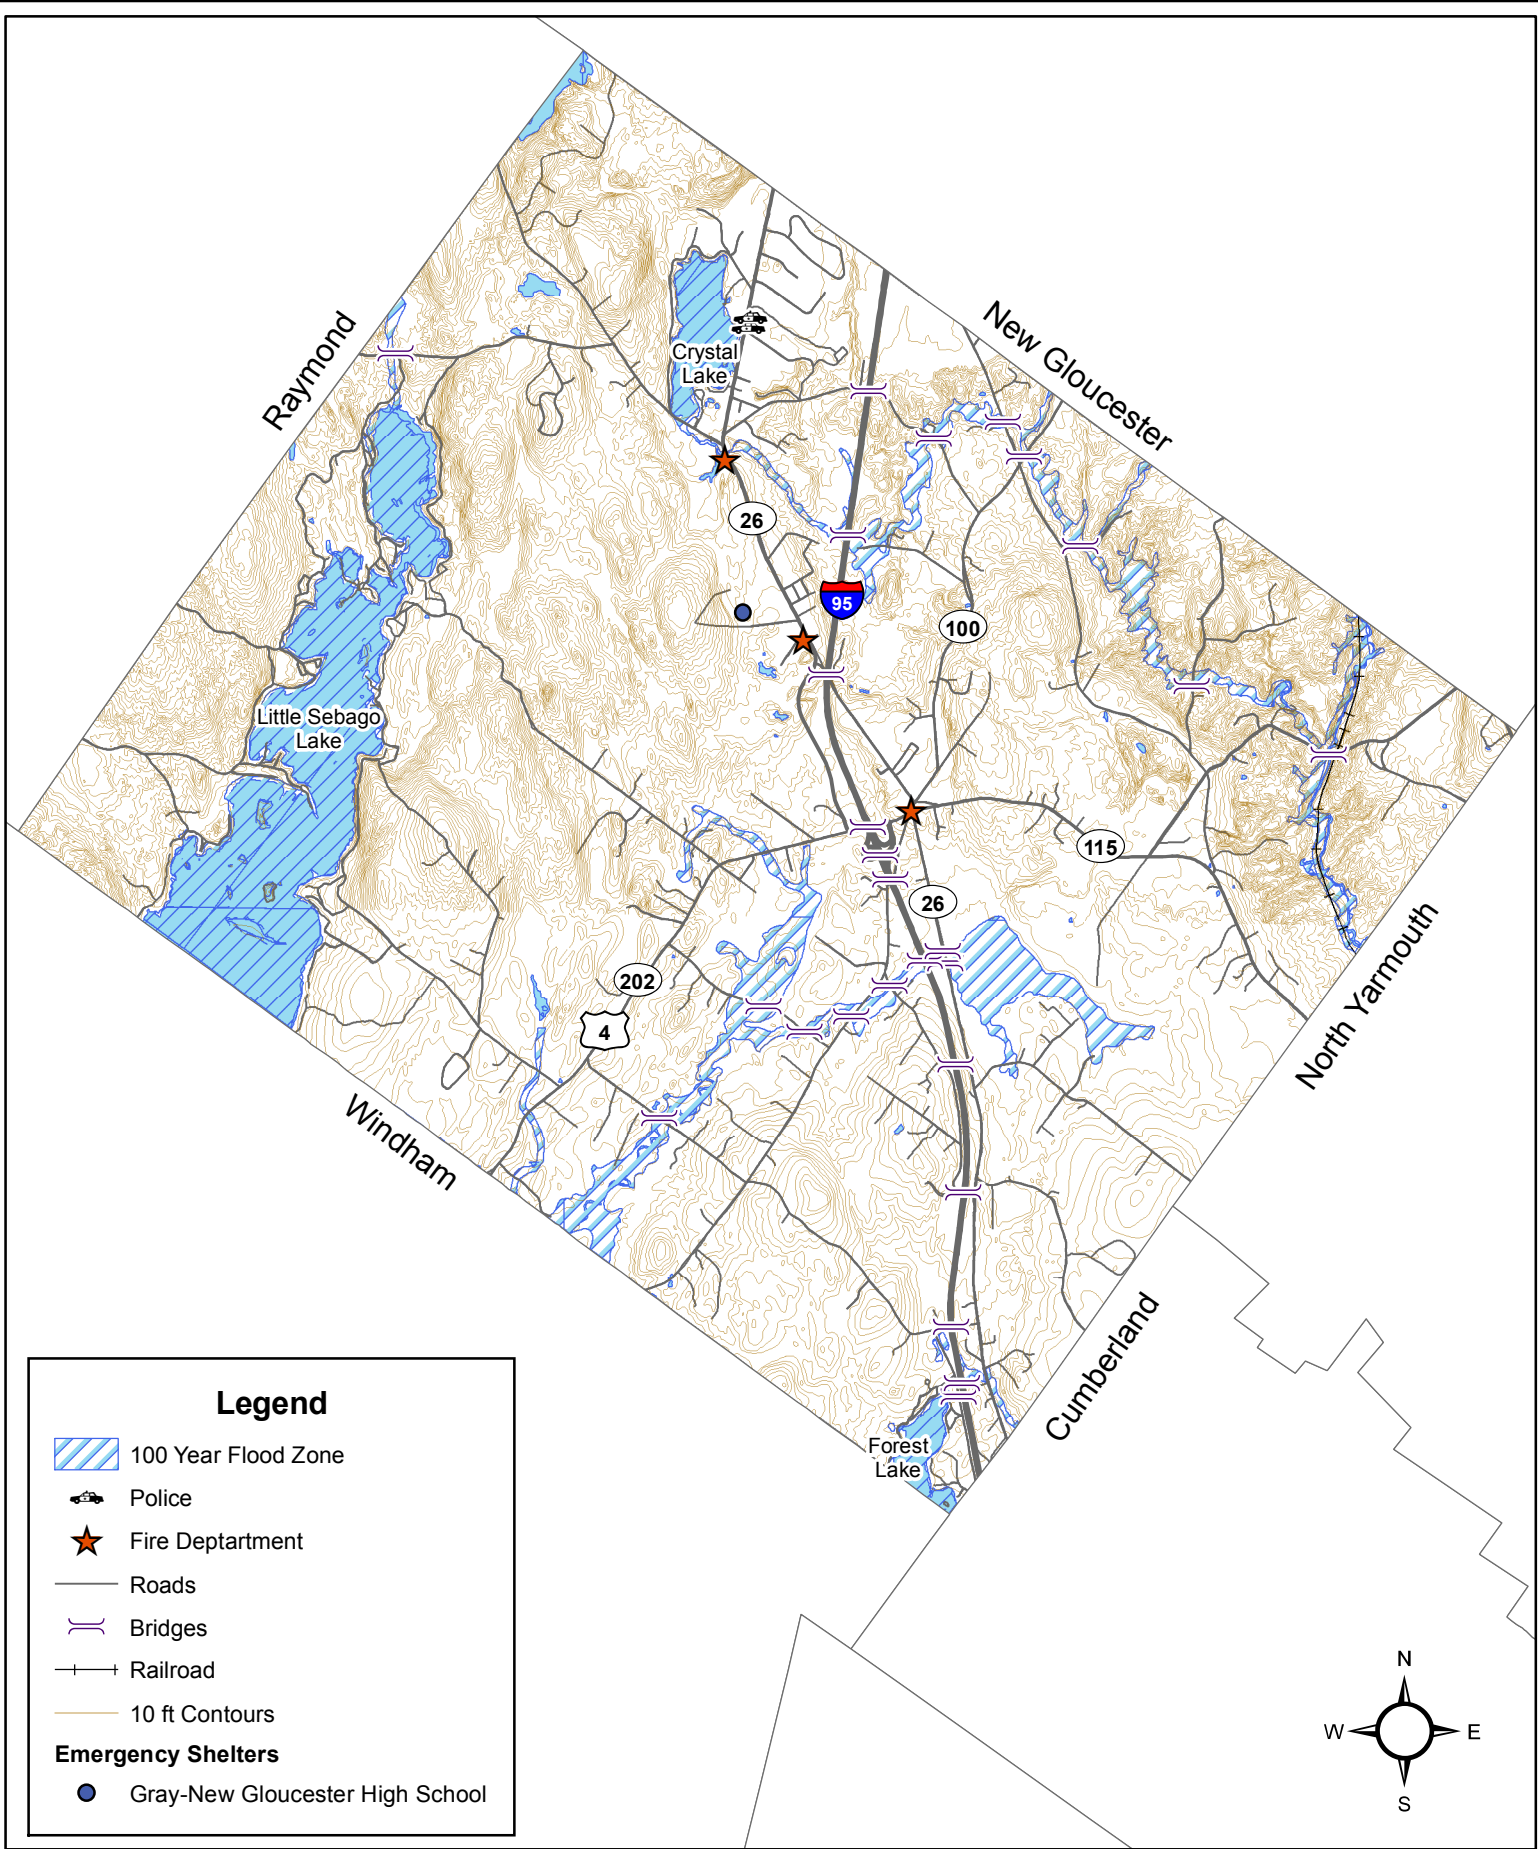 Raymond
New Gloucester
Crystal
Lake
26
95
100
Little Sebago
Lake
115
26
202
4
North Yarmouth
Windham
Cumberland
Forest
Lake
Legend
100 Year Flood Zone
Police
Fire Deptartment
Roads
Bridges
Railroad
10 ft Contours
Emergency Shelters
Gray-New Gloucester High School
N
W E
S